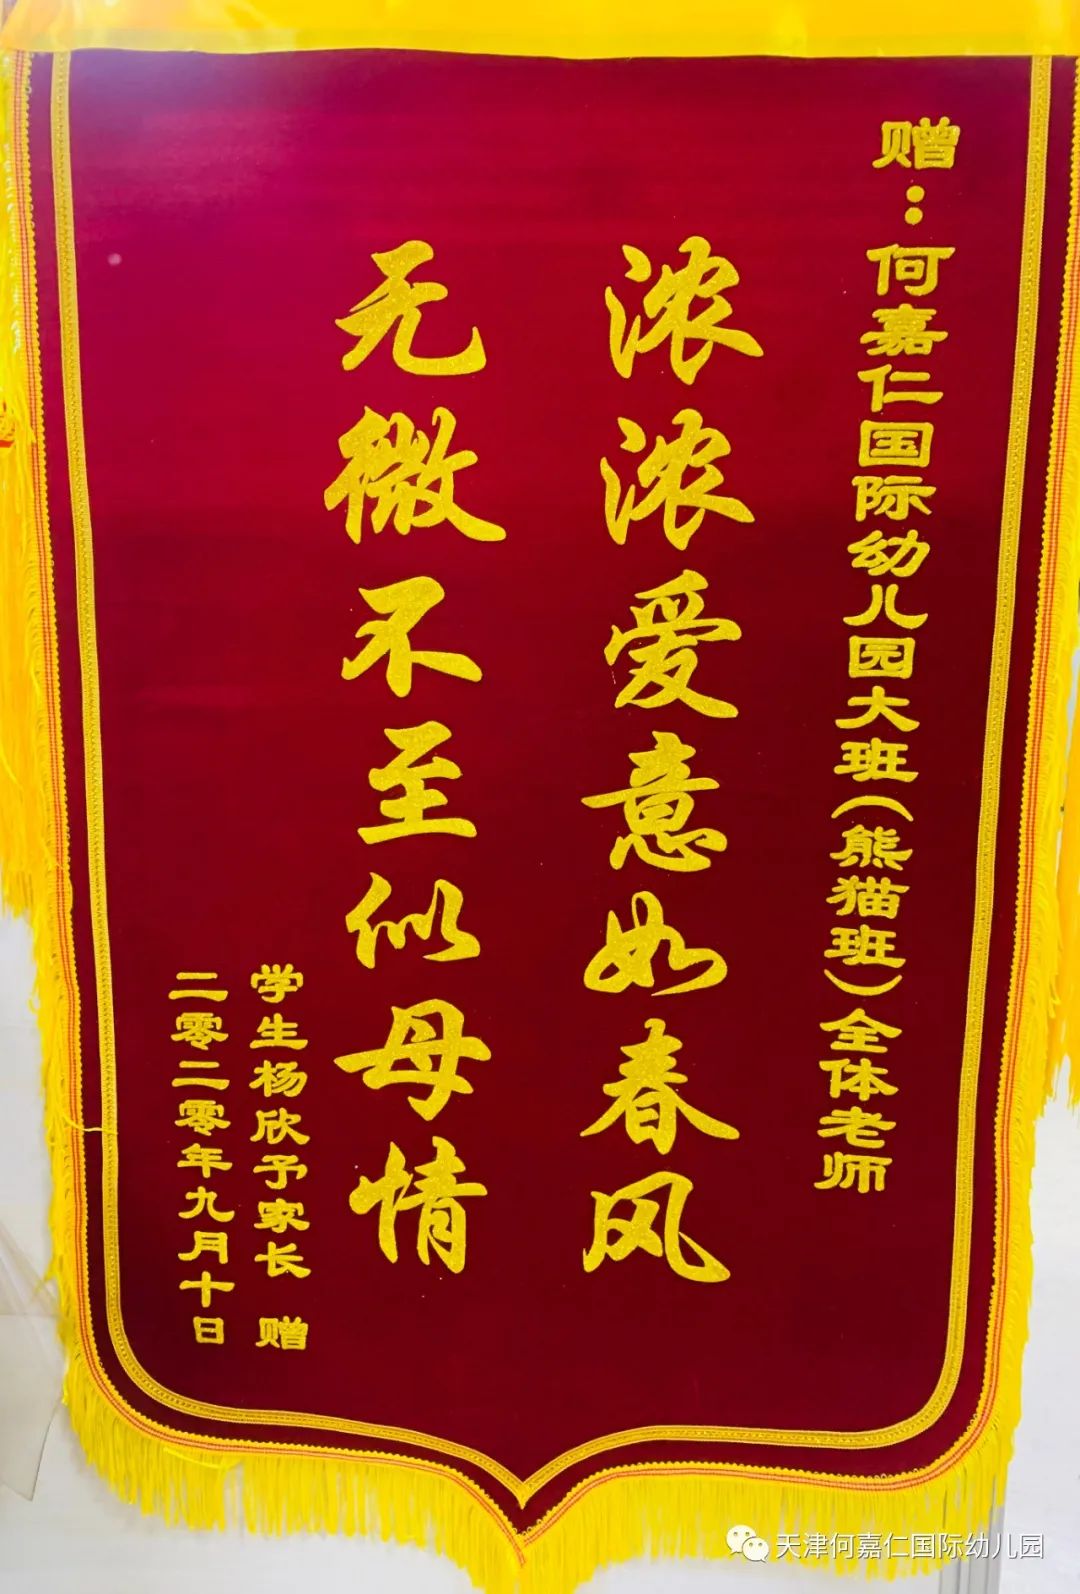 赠：何嘉仁国际幼儿园大班(熊猫班)全体老师
浓浓爱意如春风
无微不至似母情
学生杨欣予家长 赠
二零二零年九月十日
天津何嘉仁国际幼儿园